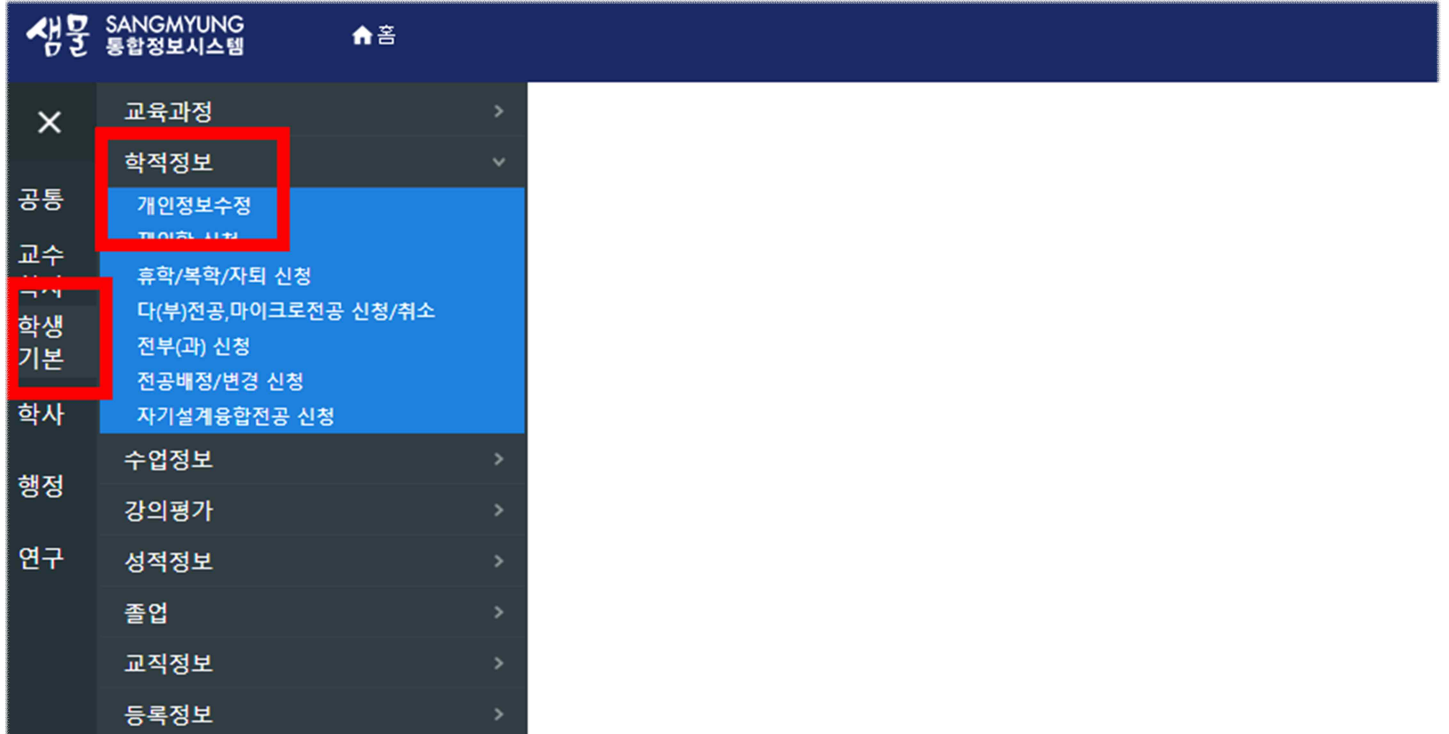 샘물 SANGMYUNG
통합정보시스템
홈
공통
교수
학생
기본
학사
행정
연구
교육과정
학적정보
개인정보수정
휴학/복학/자퇴 신청
다(부)전공,마이크로전공 신청/취소
전부(과) 신청
전공배정/변경 신청
자기설계융합전공 신청
수업정보
강의평가
성적정보
졸업
교직정보
등록정보